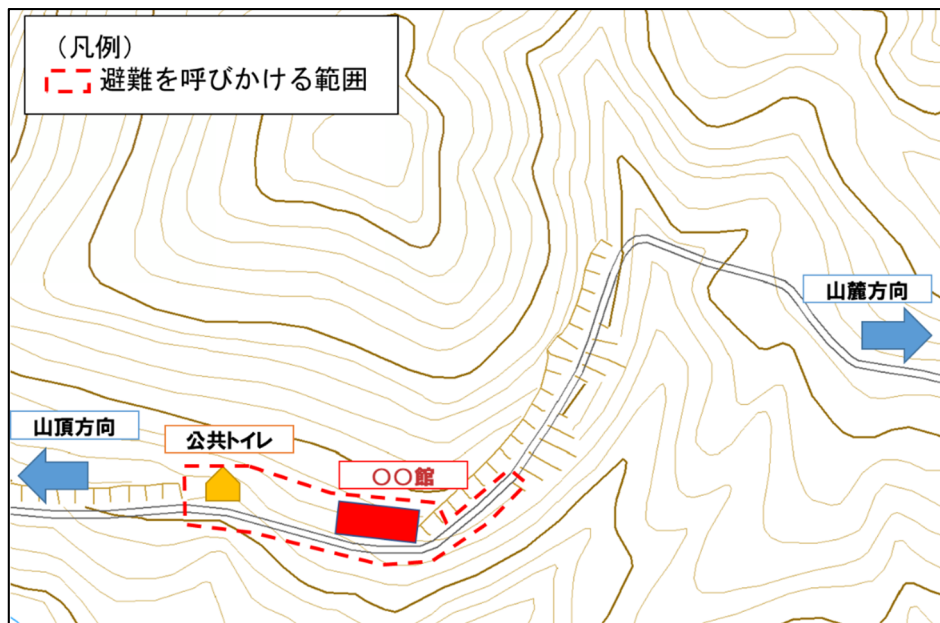 （凡例）
避難を呼びかける範囲
山麓方向
山頂方向
公共トイレ
〇〇館